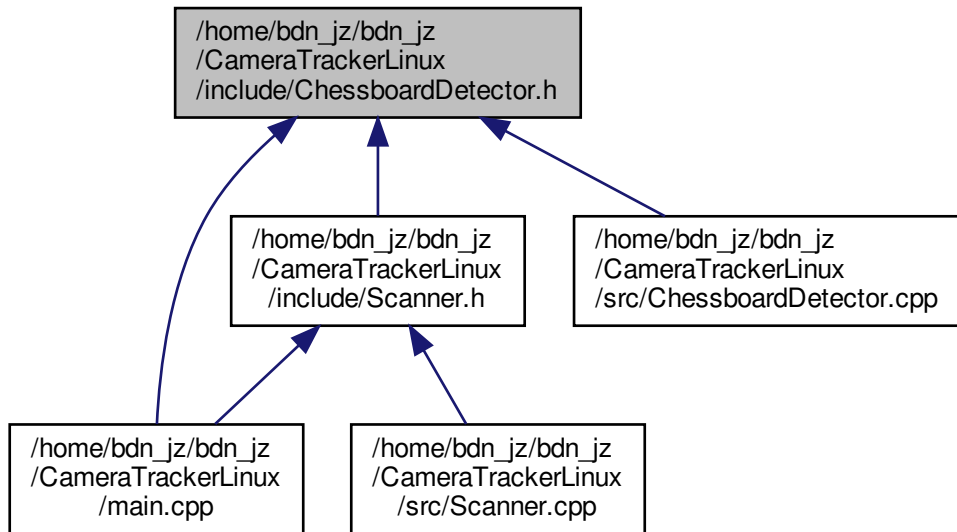 /home/bdn_jz/bdn_jz
/CameraTrackerLinux
/include/ChessboardDetector.h
/home/bdn_jz/bdn_jz
/CameraTrackerLinux
/include/Scanner.h
/home/bdn_jz/bdn_jz
/CameraTrackerLinux
/src/ChessboardDetector.cpp
/home/bdn_jz/bdn_jz
/CameraTrackerLinux
/main.cpp
/home/bdn_jz/bdn_jz
/CameraTrackerLinux
/src/Scanner.cpp